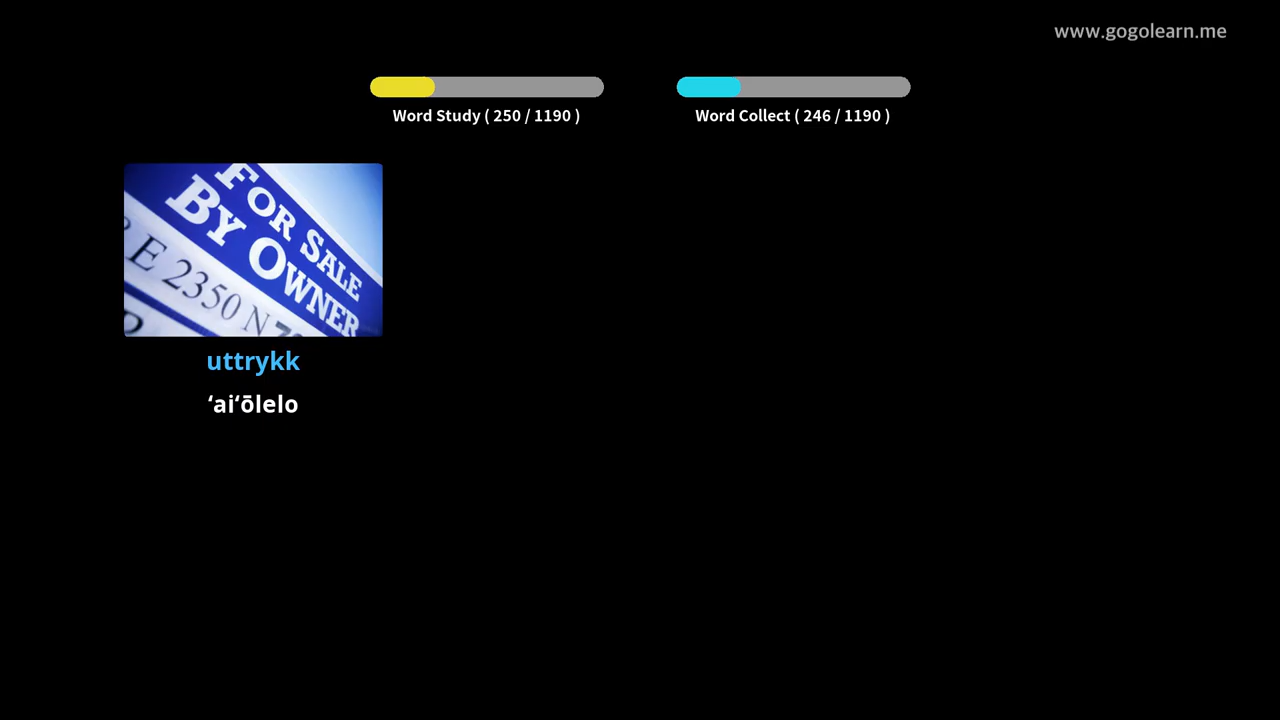 www.gogolearn.me
Word Study ( 250 / 1190 )
Word Collect ( 246 / 1190 )
FOR SALE
BY OWNER
E 2350 N
uttrykk
ʻaiʻōlelo